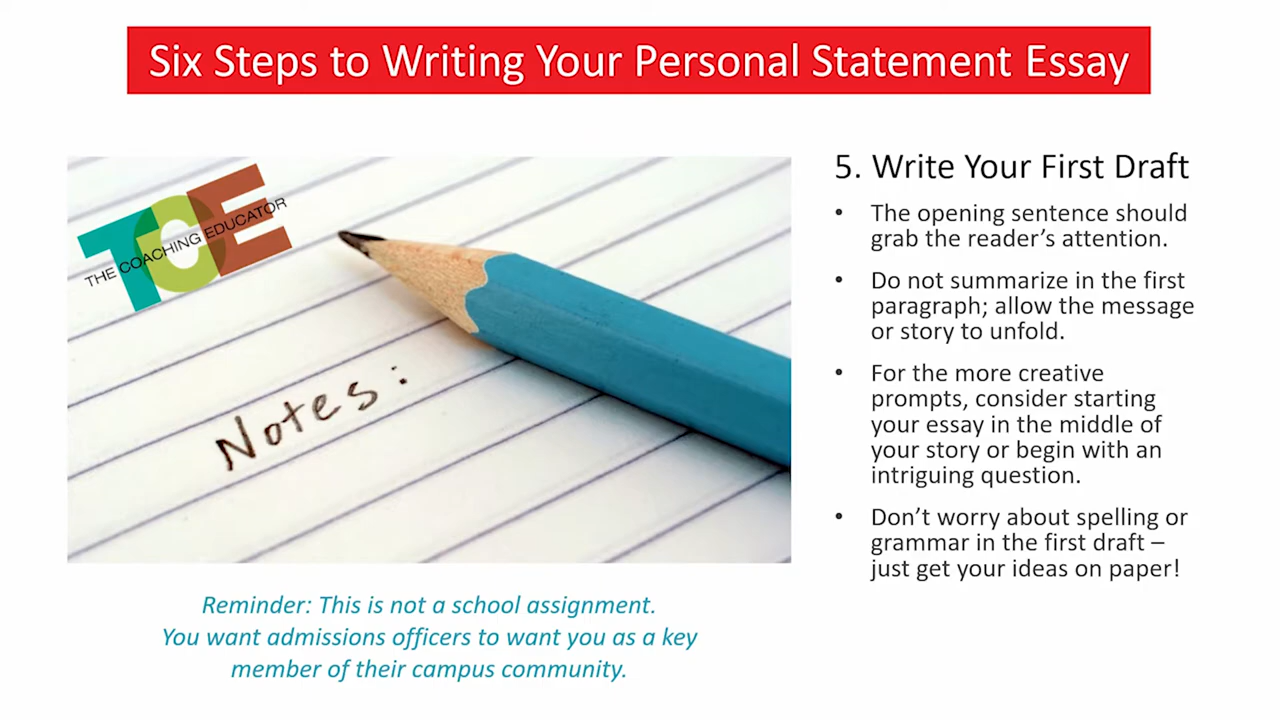 Six Steps to Writing Your Personal Statement Essay
TCE
THE COACHING EDUCATOR
Notes:
Reminder: This is not a school assignment.
You want admissions officers to want you as a key
member of their campus community.
5. Write Your First Draft
• The opening sentence should
grab the reader’s attention.
• Do not summarize in the first
paragraph; allow the message
or story to unfold.
• For the more creative
prompts, consider starting
your essay in the middle of
your story or begin with an
intriguing question.
• Don’t worry about spelling or
grammar in the first draft –
just get your ideas on paper!